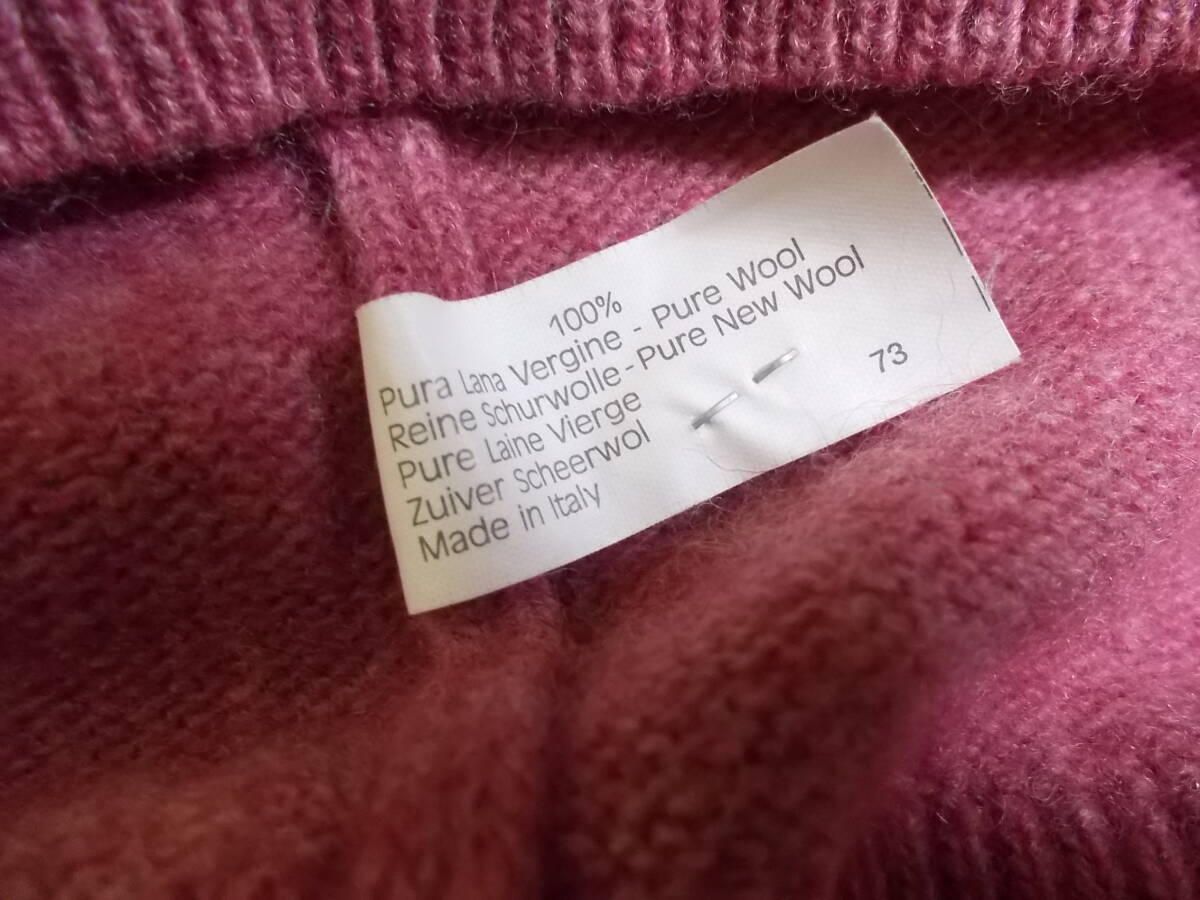 100%
Pura Lana Vergine - Pure Wool
Reine Schurwolle - Pure New Wool
Pure Laine Vierge
Zuiver Scheerwol
Made in Italy
73